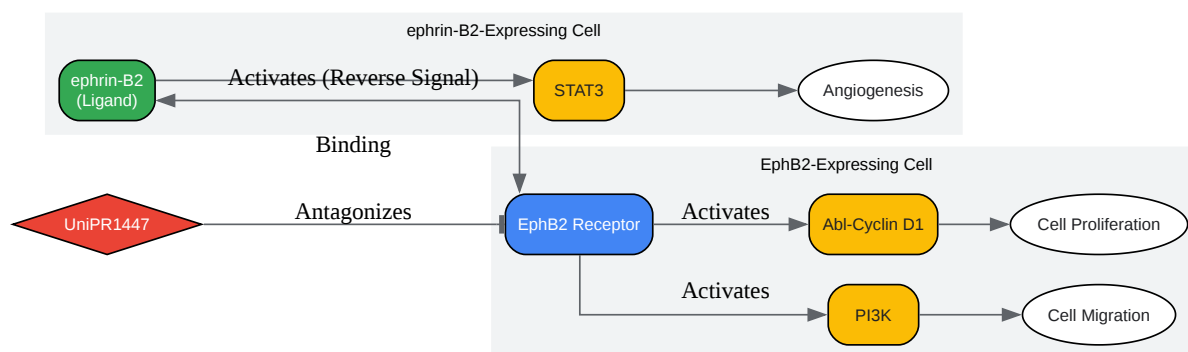 ephrin-B2-Expressing Cell
ephrin-B2
(Ligand)
Activates (Reverse Signal)
STAT3
Angiogenesis
Binding
EphB2-Expressing Cell
UniPR1447
Antagonizes
EphB2 Receptor
Activates
Abl-Cyclin D1
Cell Proliferation
Activates
PI3K
Cell Migration